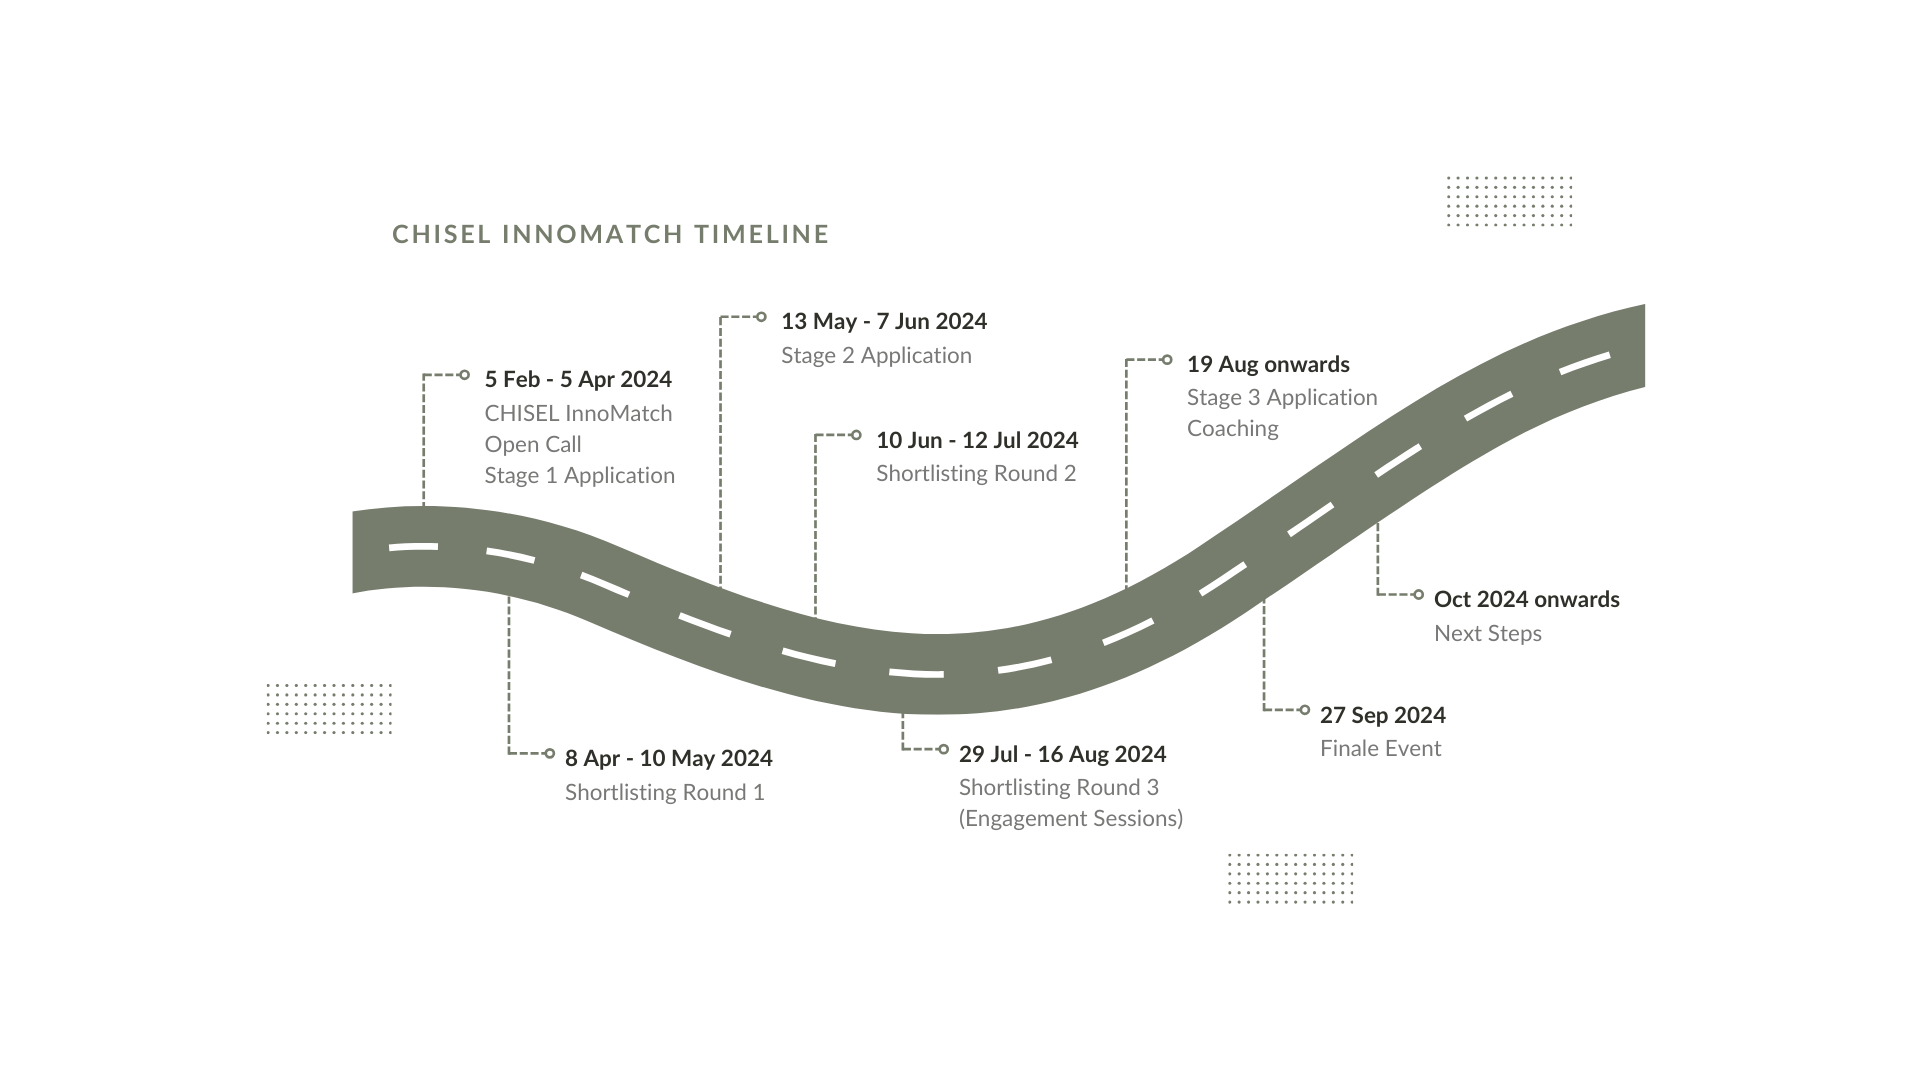 CHISEL INNOMATCH TIMELINE
5 Feb - 5 Apr 2024
CHISEL InnoMatch
Open Call
Stage 1 Application
8 Apr - 10 May 2024
Shortlisting Round 1
13 May - 7 Jun 2024
Stage 2 Application
10 Jun - 12 Jul 2024
Shortlisting Round 2
29 Jul - 16 Aug 2024
Shortlisting Round 3
(Engagement Sessions)
19 Aug onwards
Stage 3 Application
Coaching
27 Sep 2024
Finale Event
Oct 2024 onwards
Next Steps